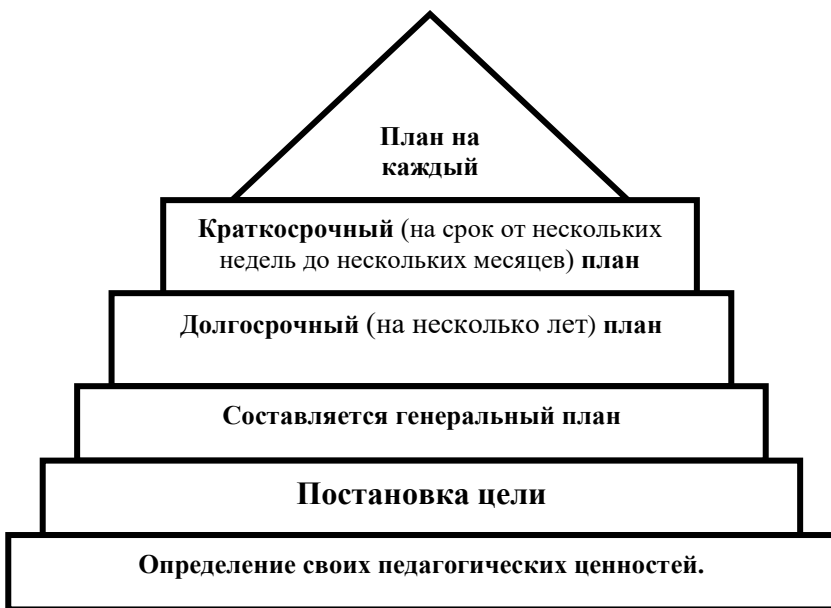 План на
каждый
Краткосрочный (на срок от нескольких
недель до нескольких месяцев) план
Долгосрочный (на несколько лет) план
Составляется генеральный план
Постановка цели
Определение своих педагогических ценностей.